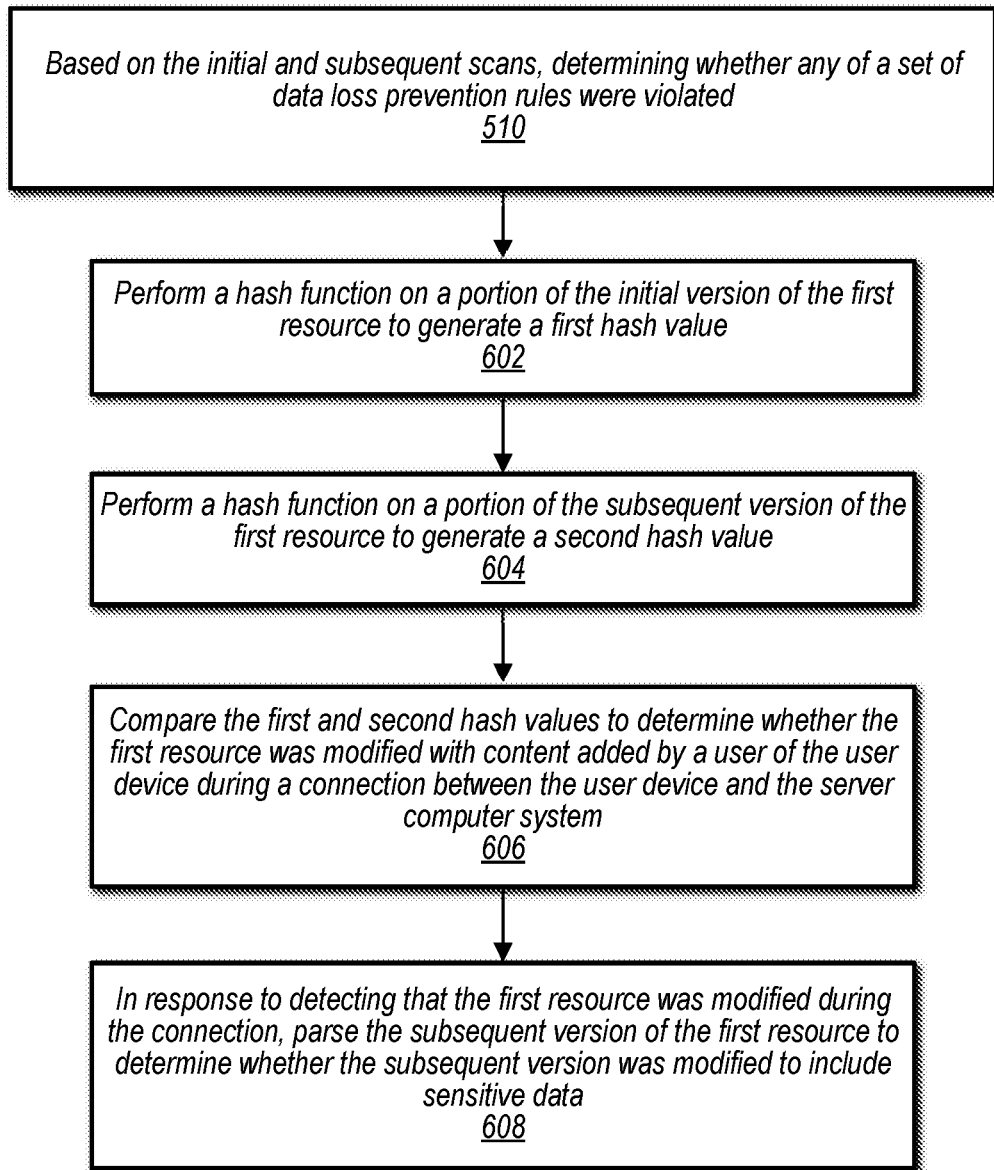 Based on the initial and subsequent scans, determining whether any of a set of
data loss prevention rules were violated
510
Perform a hash function on a portion of the initial version of the first
resource to generate a first hash value
602
Perform a hash function on a portion of the subsequent version of the
first resource to generate a second hash value
604
Compare the first and second hash values to determine whether the
first resource was modified with content added by a user of the user
device during a connection between the user device and the server
computer system
606
In response to detecting that the first resource was modified during
the connection, parse the subsequent version of the first resource to
determine whether the subsequent version was modified to include
sensitive data
608